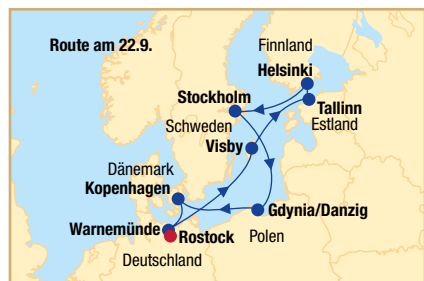 Route am 22.9.
Finnland
Helsinki
Stockholm
Tallinn
Schweden
Estland
Visby
Dänemark
Kopenhagen
Gdynia/Danzig
Warnemünde
Rostock
Polen
Deutschland